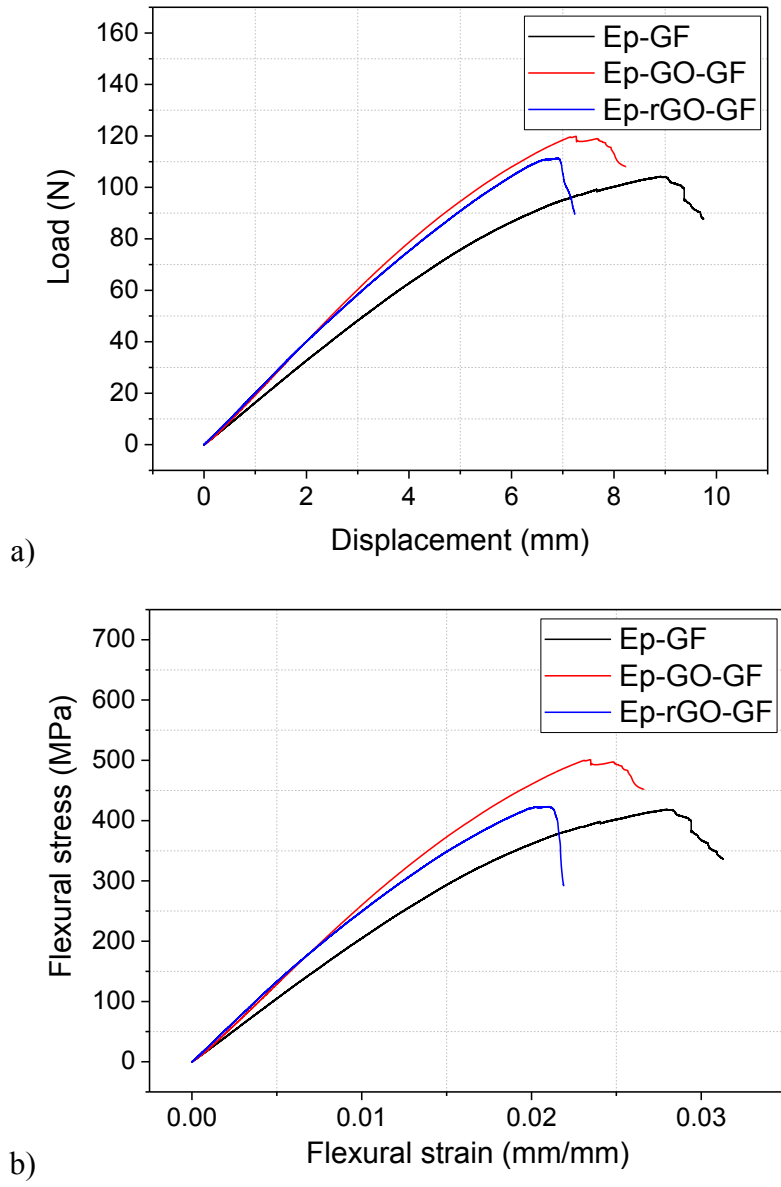 160
140
120
100
80
60
40
20
0
Load (N)
Ep-GF
Ep-GO-GF
Ep-rGO-GF
0 2 4 6 8 10
Displacement (mm)
a)
700
600
500
400
300
200
100
0
Flexural stress (MPa)
Ep-GF
Ep-GO-GF
Ep-rGO-GF
0.00 0.01 0.02 0.03
Flexural strain (mm/mm)
b)